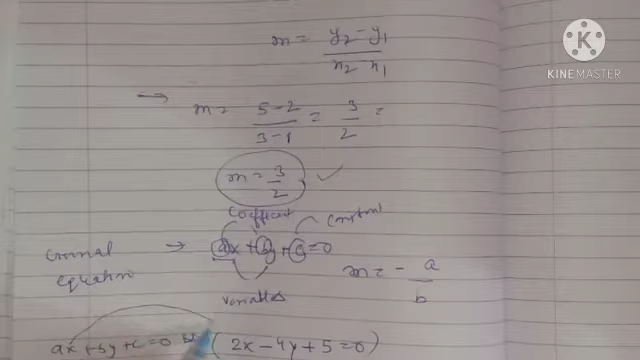 m = y2 - y1 / x2 - x1
KINEMASTER
→ m = 5-2 / 3-1 = 3 / 2 =
m = 3 / 2 ✓
coefficient constant
→ ax + by + c = 0
equation
m = - a / b
variables
ax + by + c = 0 ( 2x - 4y + 5 = 0 )